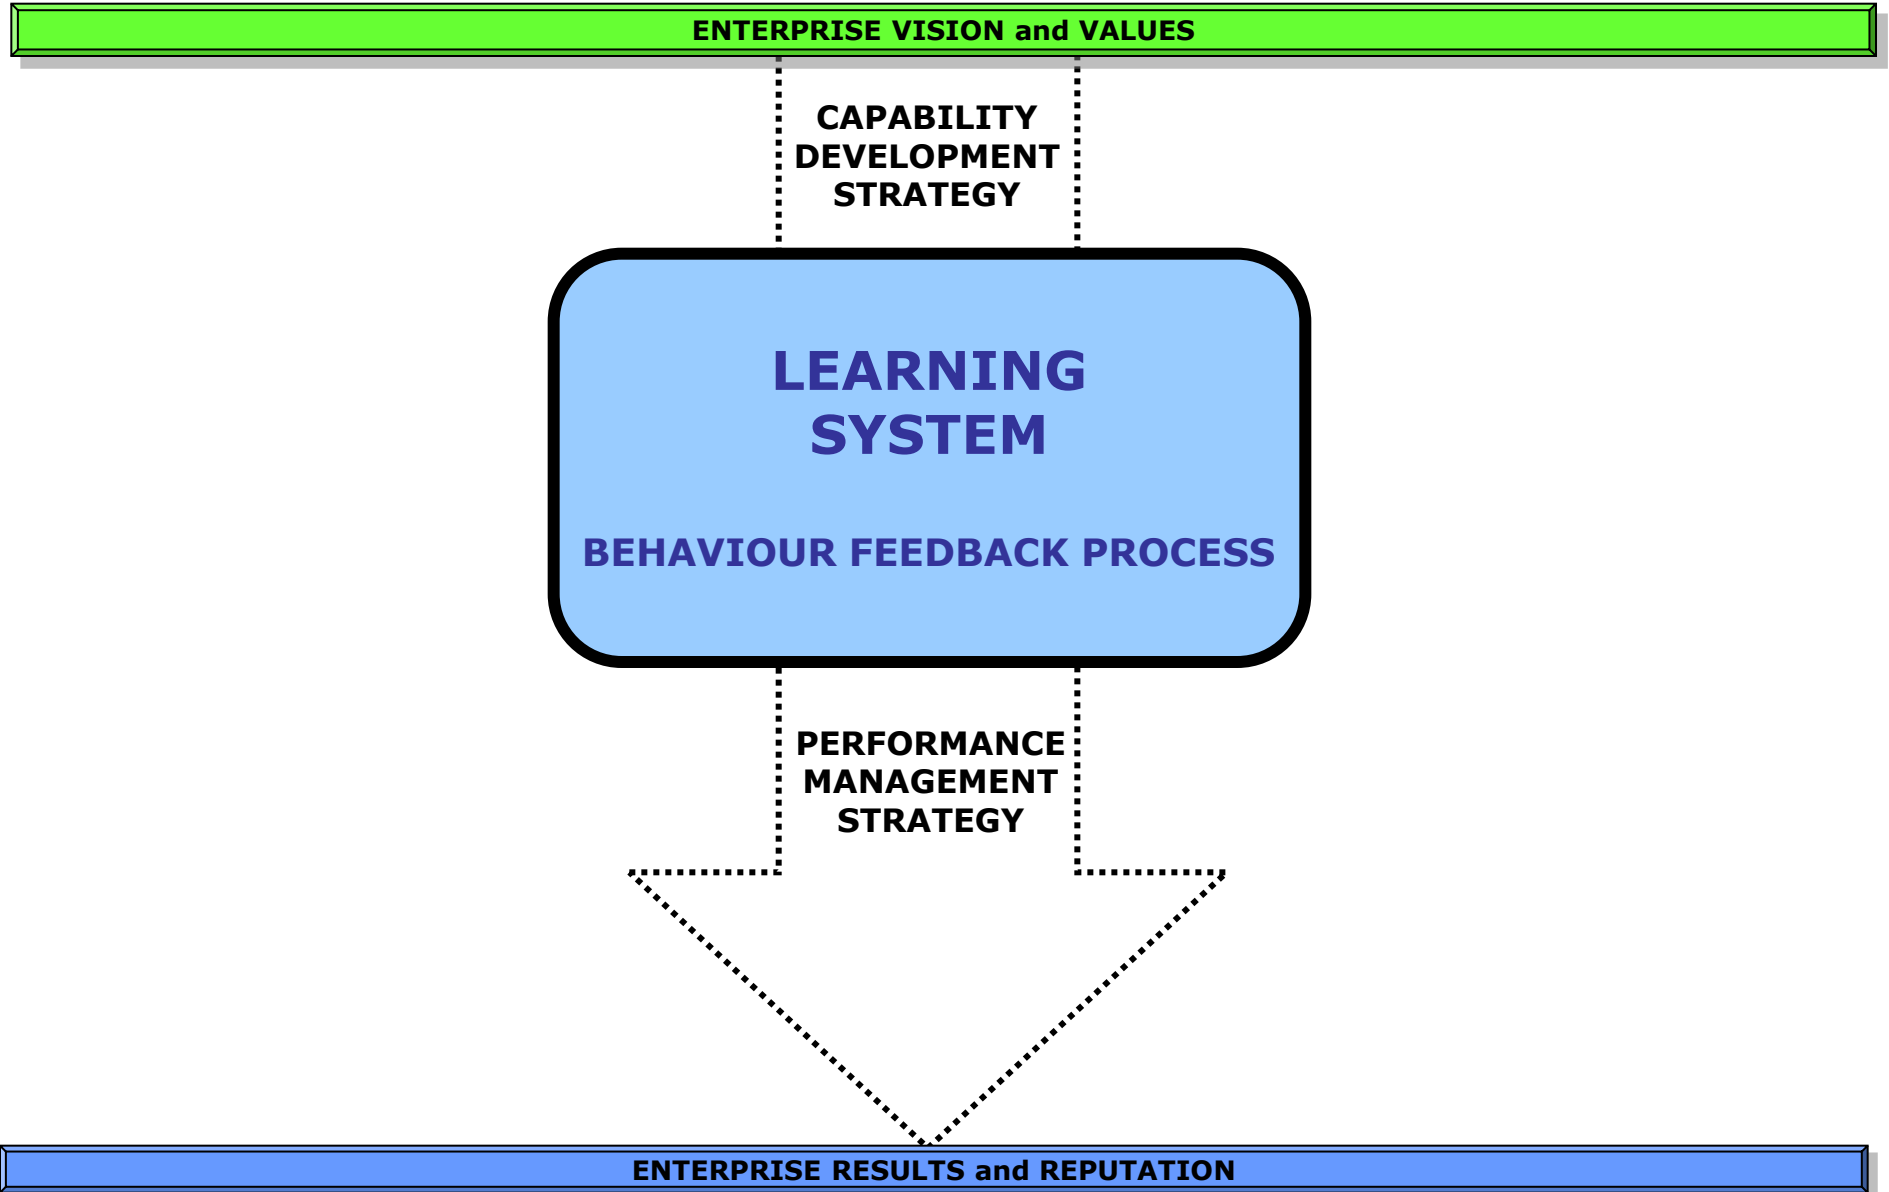 ENTERPRISE VISION and VALUES
CAPABILITY
DEVELOPMENT
STRATEGY
LEARNING
SYSTEM
BEHAVIOUR FEEDBACK PROCESS
PERFORMANCE
MANAGEMENT
STRATEGY
ENTERPRISE RESULTS and REPUTATION